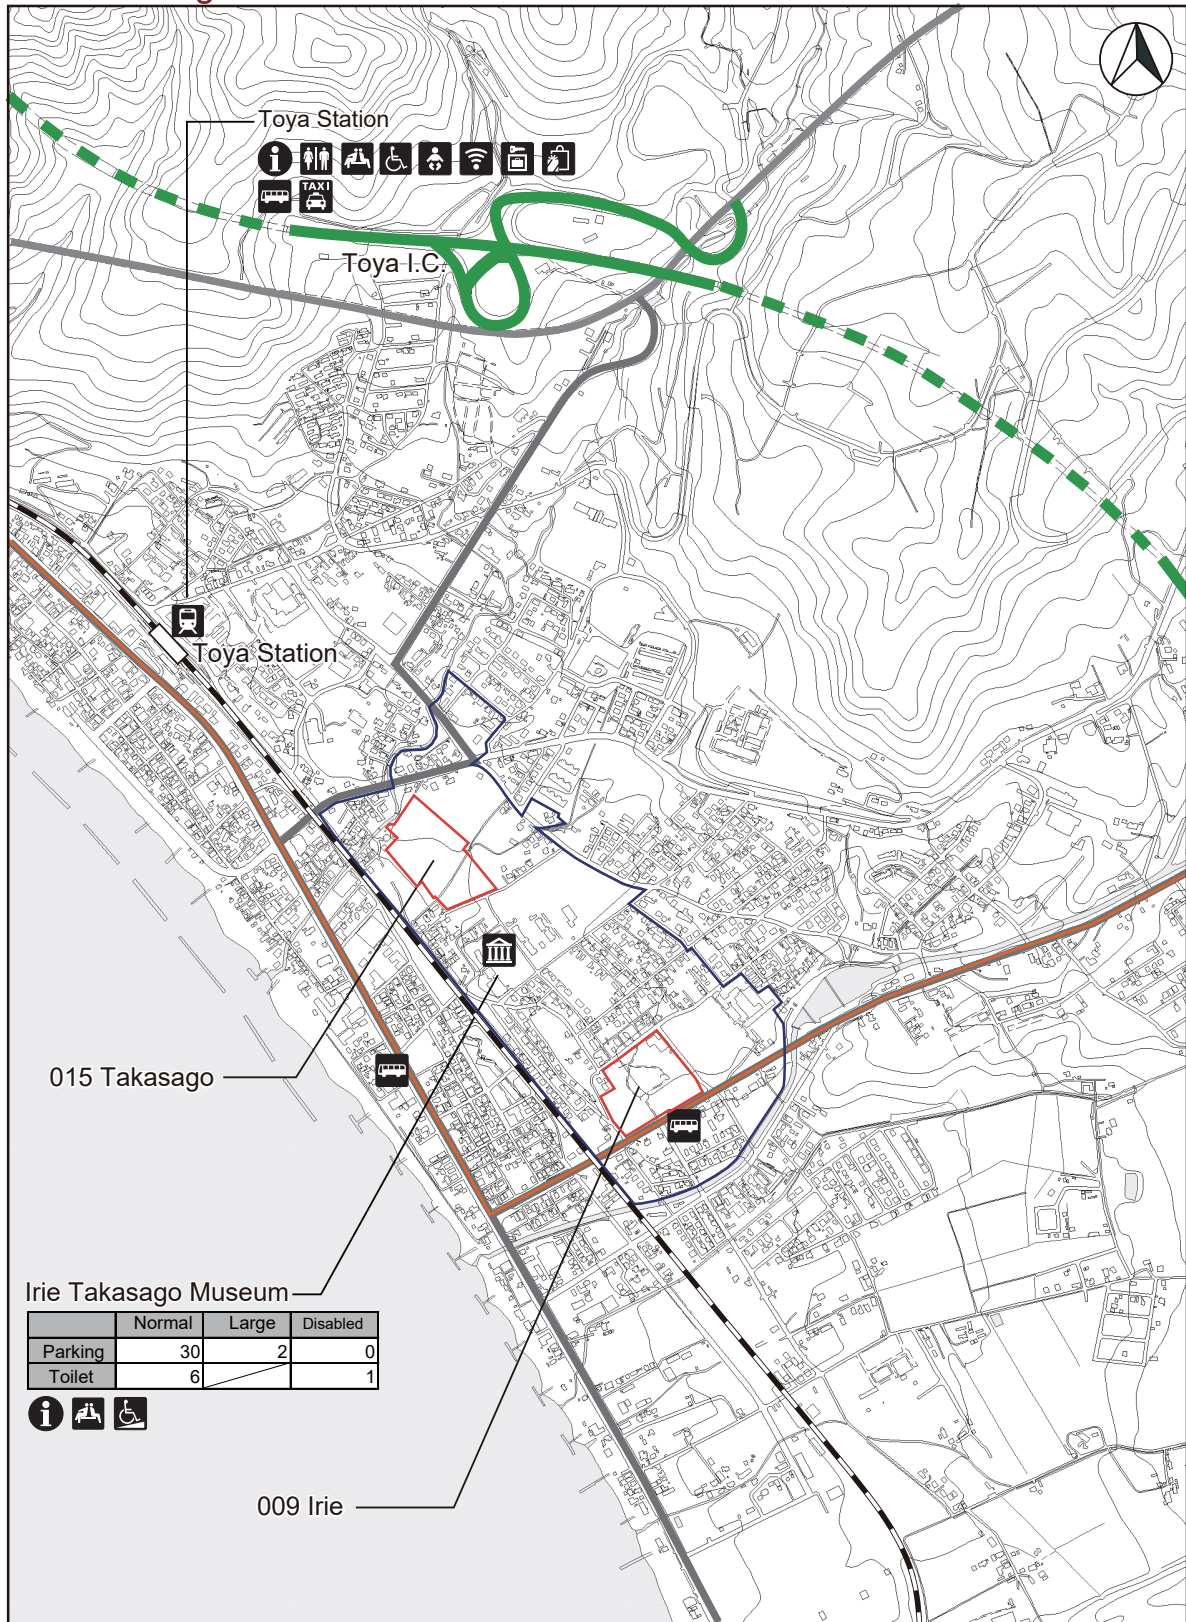 Toya Station
TAXI
Toya I.C.
Toya Station
015 Takasago
Irie Takasago Museum
Normal Large Disabled
Parking 30 2 0
Toilet 6 1
009 Irie